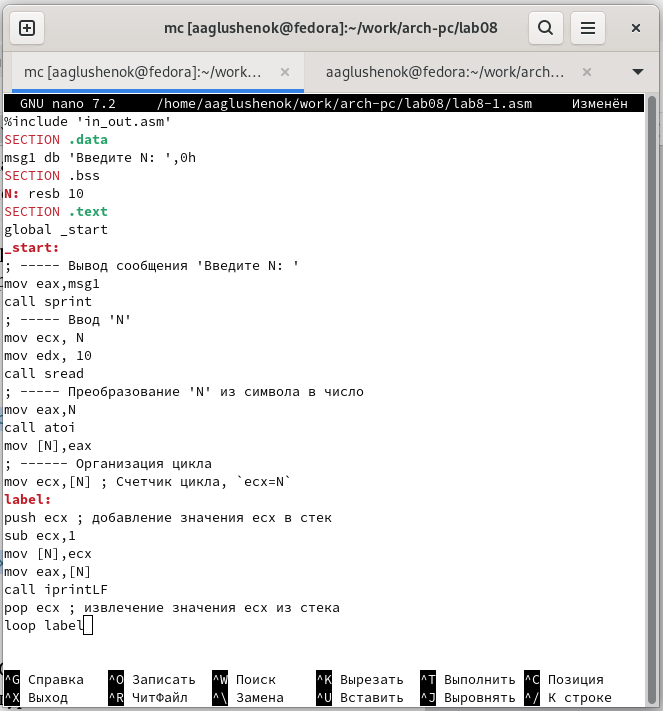 mc [aaglushenok@fedora]:~/work/arch-pc/lab08
mc [aaglushenok@fedora]:~/work… × aaglushenok@fedora:~/work/arch… ×
GNU nano 7.2 /home/aaglushenok/work/arch-pc/lab08/lab8-1.asm Изменён
%include 'in_out.asm'
SECTION .data
msg1 db 'Введите N: ',0h
SECTION .bss
N: resb 10
SECTION .text
global _start
_start:
; ----- Вывод сообщения 'Введите N: '
mov eax,msg1
call sprint
; ----- Ввод 'N'
mov ecx, N
mov edx, 10
call sread
; ----- Преобразование 'N' из символа в число
mov eax,N
call atoi
mov [N],eax
; ------ Организация цикла
mov ecx,[N] ; Счетчик цикла, `ecx=N`
label:
push ecx ; добавление значения ecx в стек
sub ecx,1
mov [N],ecx
mov eax,[N]
call iprintLF
pop ecx ; извлечение значения ecx из стека
loop label
^G Справка ^O Записать ^W Поиск ^K Вырезать ^T Выполнить ^C Позиция
^X Выход ^R ЧитФайл ^\ Замена ^U Вставить ^J Выровнять ^/ К строке